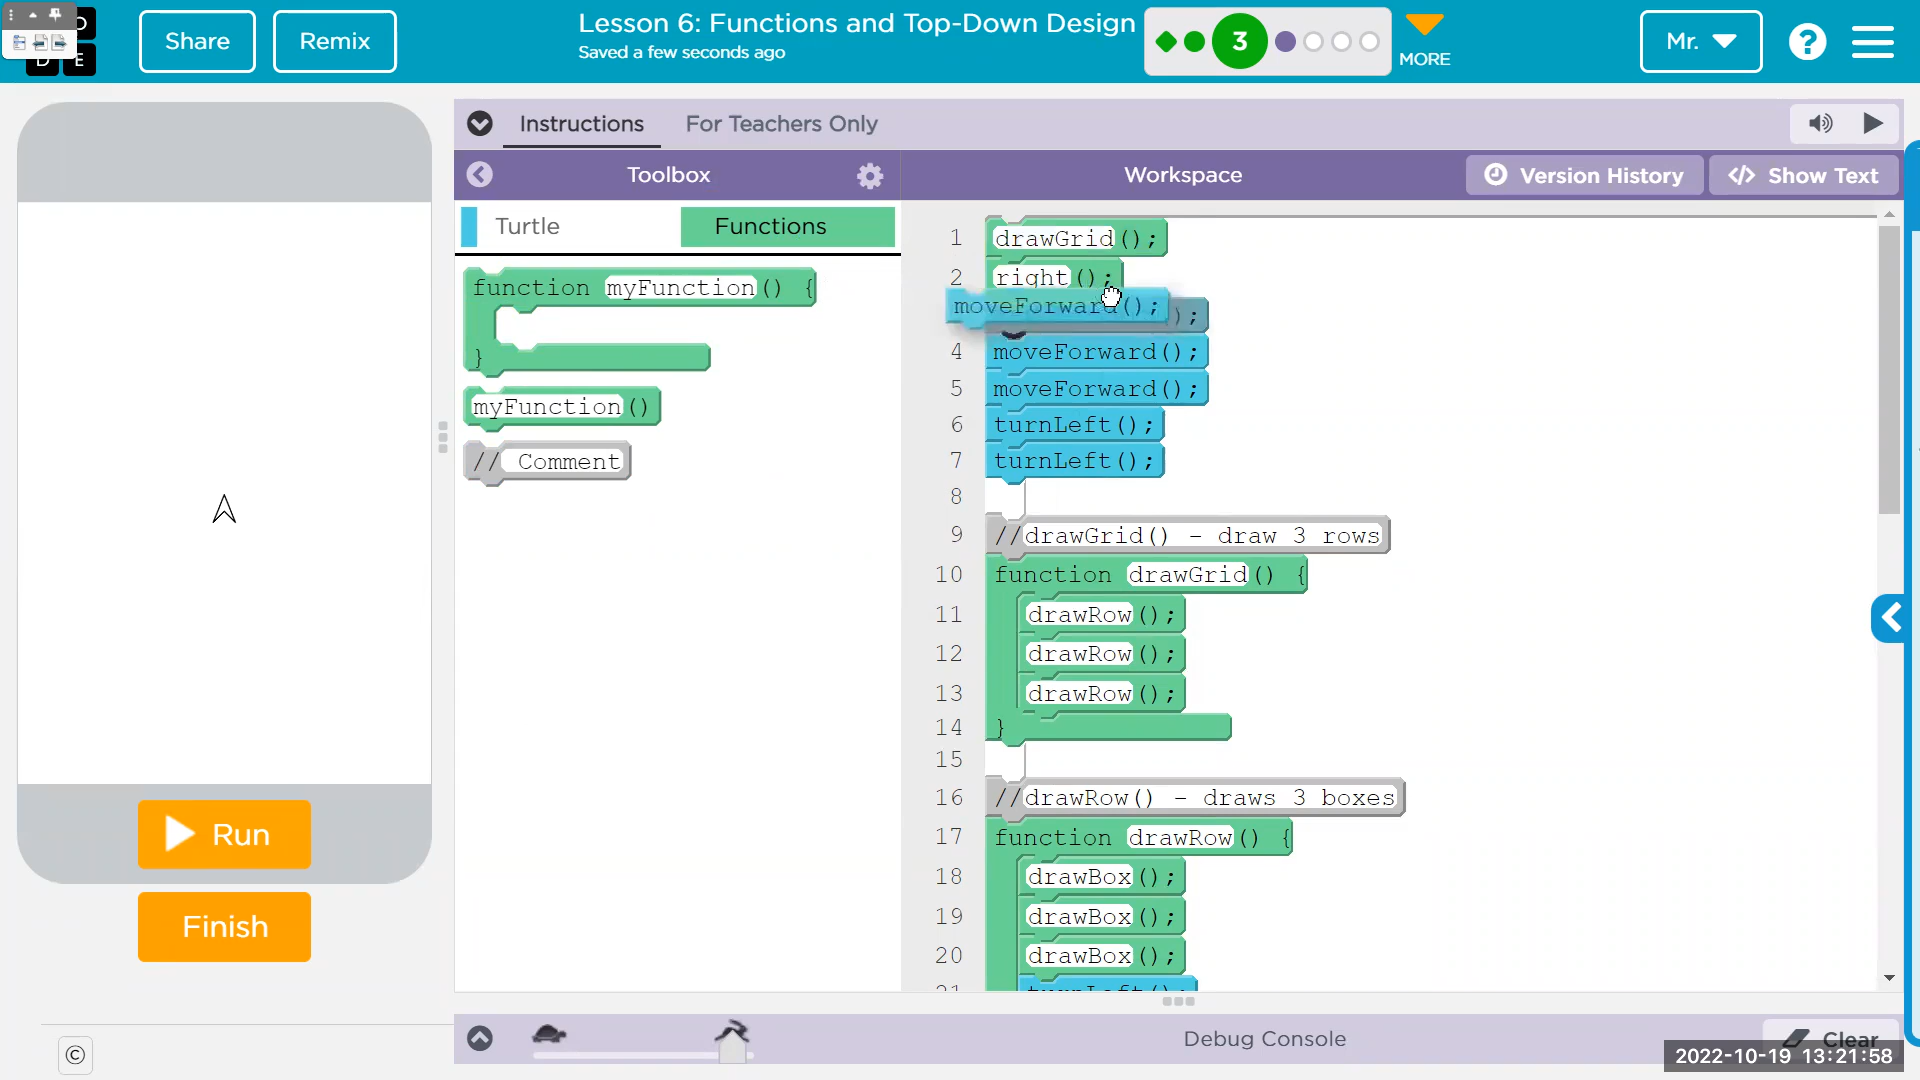 Share
Remix
Lesson 6: Functions and Top-Down Design
Saved a few seconds ago
3
MORE
Mr.
?
D E
Instructions
For Teachers Only
Toolbox
Workspace
Version History
</> Show Text
Turtle
Functions
function myFunction() {
}
myFunction()
// Comment
1 drawGrid();
2 right();
moveForward();
);
4 moveForward();
5 moveForward();
6 turnLeft();
7 turnLeft();
8
9 //drawGrid() - draw 3 rows
10 function drawGrid() {
11 drawRow();
12 drawRow();
13 drawRow();
14 }
15
16 //drawRow() - draws 3 boxes
17 function drawRow() {
18 drawBox();
19 drawBox();
20 drawBox();
21 turnLeft();
Run
Finish
©
Debug Console
Clear
2022-10-19 13:21:58